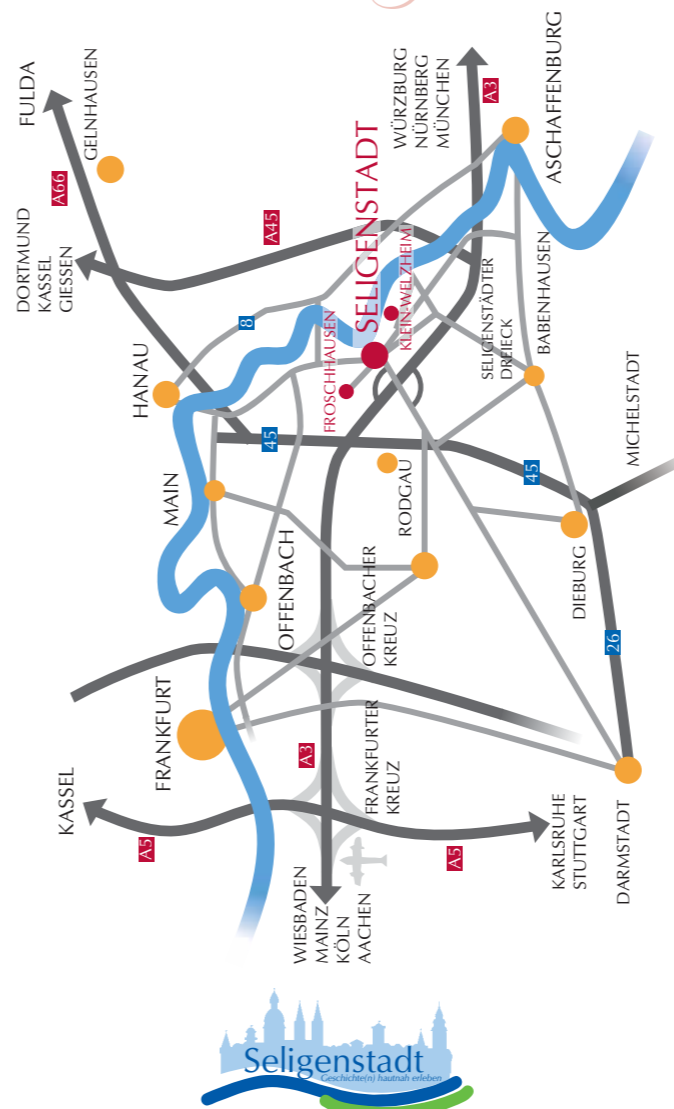 FULDA
GELNHAUSEN
A66
DORTMUND
KASSEL
GIESSEN
A45
WÜRZBURG
NÜRNBERG
MÜNCHEN
A3
ASCHAFFENBURG
SELIGENSTADT
KLEIN-WELZHEIM
FROSCHHAUSEN
8
HANAU
SELIGENSTÄDTER
DREIECK
BABENHAUSEN
45
MAIN
RODGAU
45
MICHELSTADT
DIEBURG
OFFENBACH
OFFENBACHER
KREUZ
26
FRANKFURT
A3
FRANKFURTER
KREUZ
KASSEL
A5
A5
KARLSRUHE
STUTTGART
DARMSTADT
WIESBADEN
MAINZ
KÖLN
AACHEN
Seligenstadt
Geschichte(n) hautnah erleben